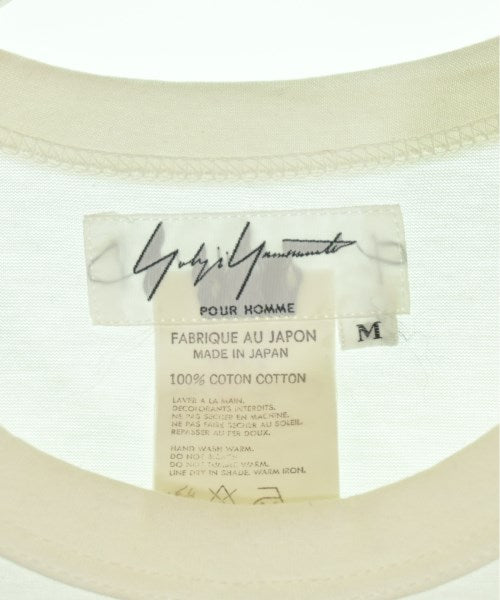 Yohji Yamamoto
POUR HOMME
M
FABRIQUE AU JAPON
MADE IN JAPAN
100% COTON COTTON
LAVER A LA MAIN.
DECOLORANTS INTERDITS.
NE PAS SECHER EN MACHINE.
NE PAS FAIRE SECHER AU SOLEIL.
REPASSER AU FER DOUX.
HAND WASH WARM.
DO NOT BLEACH
DO NOT TUMBLE WARM
LINE DRY IN SHADE. WARM IRON.